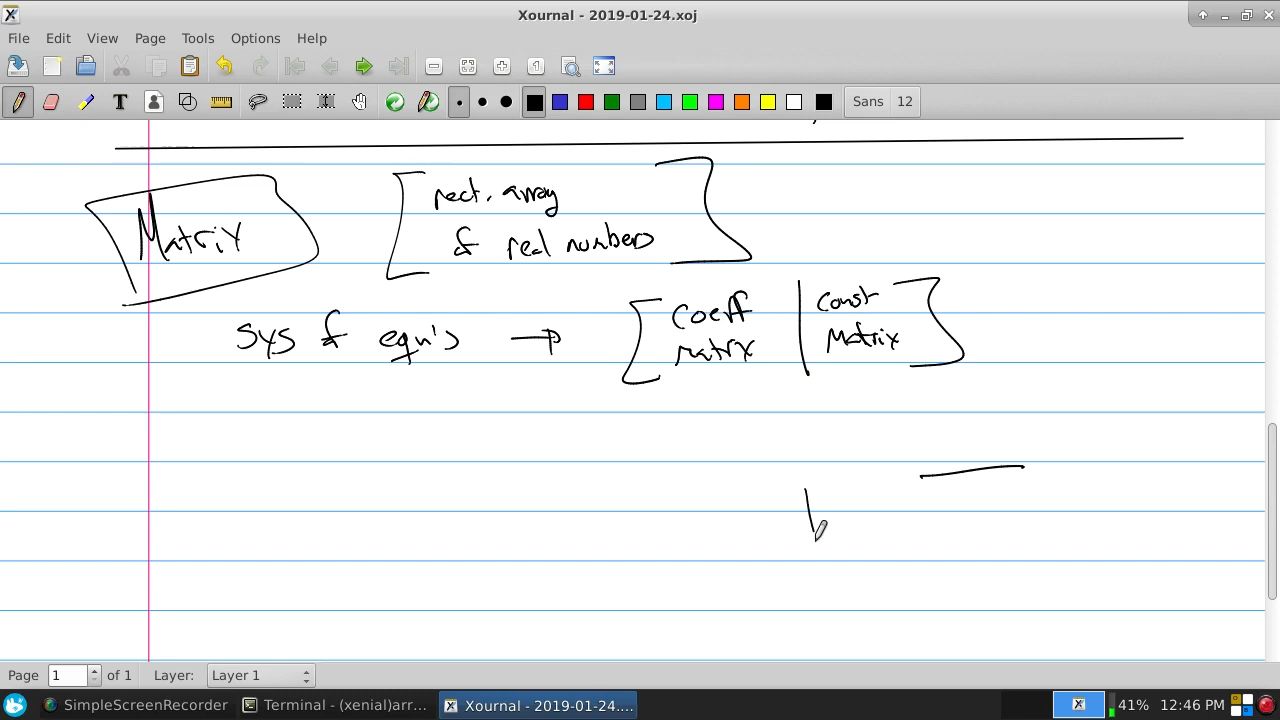 Xournal - 2019-01-24.xoj
File Edit View Page Tools Options Help
Sans 12
Matrix [rect. array
of real numbers]
sys of eqn's → [coeff | const
matrix | Matrix]
Page 1 of 1 Layer: Layer 1
SimpleScreenRecorder Terminal - (xenial)arr... Xournal - 2019-01-24.... 41% 12:46 PM